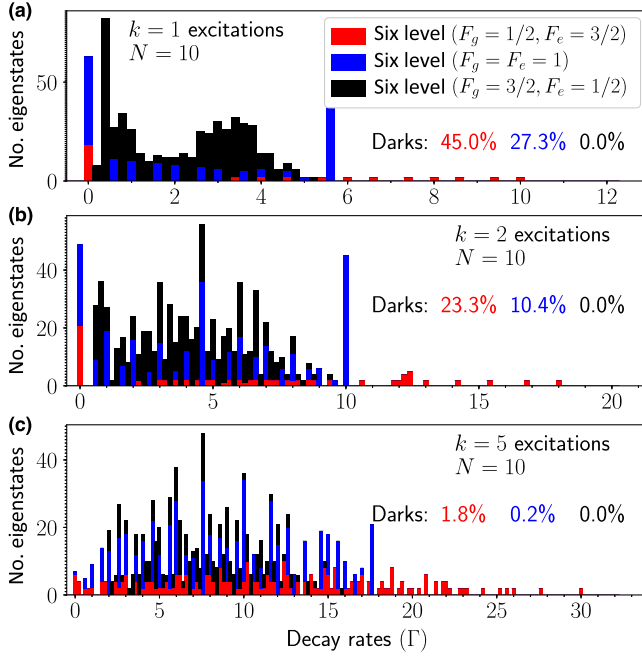 (a)
k = 1 excitations
N = 10
Six level (F_g = 1/2, F_e = 3/2)
Six level (F_g = F_e = 1)
Six level (F_g = 3/2, F_e = 1/2)
Darks: 45.0% 27.3% 0.0%
No. eigenstates
50
0
0 2 4 6 8 10 12
(b)
k = 2 excitations
N = 10
Darks: 23.3% 10.4% 0.0%
No. eigenstates
40
20
0
0 5 10 15 20
(c)
k = 5 excitations
N = 10
Darks: 1.8% 0.2% 0.0%
No. eigenstates
40
20
0
0 5 10 15 20 25 30
Decay rates (Γ)